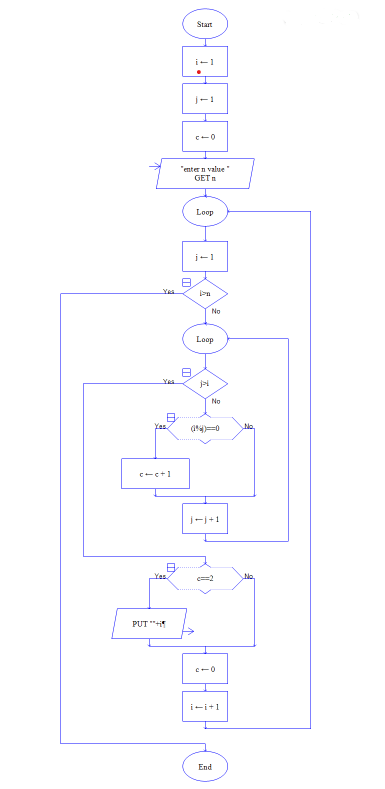 Start
i ← 1
j ← 1
c ← 0
"enter n value "
GET n
Loop
j ← 1
Yes
i>n
No
Loop
Yes
j>i
No
Yes
(i%j)==0
No
c ← c + 1
j ← j + 1
Yes
c==2
No
PUT ""+i¶
c ← 0
i ← i + 1
End